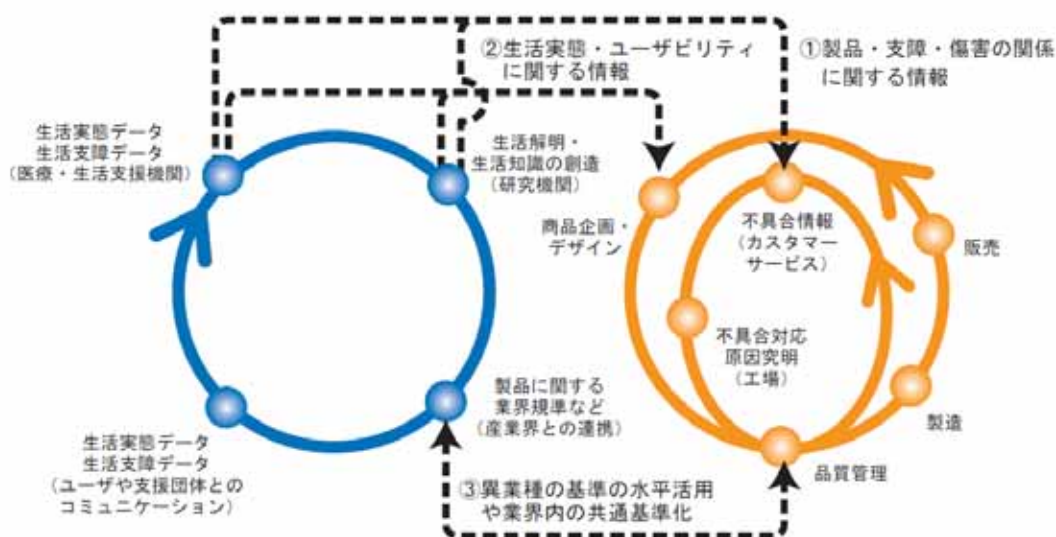 ②生活実態・ユーザビリティ
に関する情報
①製品・支障・傷害の関係
に関する情報
生活実態データ
生活支障データ
(医療・生活支援機関)
生活解明・
生活知識の創造
(研究機関)
商品企画・
デザイン
不具合情報
(カスタマー
サービス)
販売
不具合対応
原因究明
(工場)
製品に関する
業界規準など
(産業界との連携)
製造
生活実態データ
生活支障データ
(ユーザや支援団体との
コミュニケーション)
品質管理
③異業種の基準の水平活用
や業界内の共通基準化